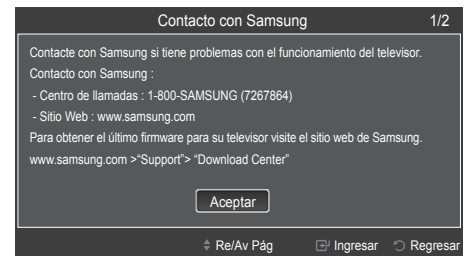 Contacto con Samsung 1/2
Contacte con Samsung si tiene problemas con el funcionamiento del televisor.
Contacto con Samsung :
- Centro de llamadas : 1-800-SAMSUNG (7267864)
- Sitio Web : www.samsung.com
Para obtener el último firmware para su televisor visite el sitio web de Samsung.
www.samsung.com >“Support”> “Download Center”
Aceptar
Re/Av Pág Ingresar Regresar